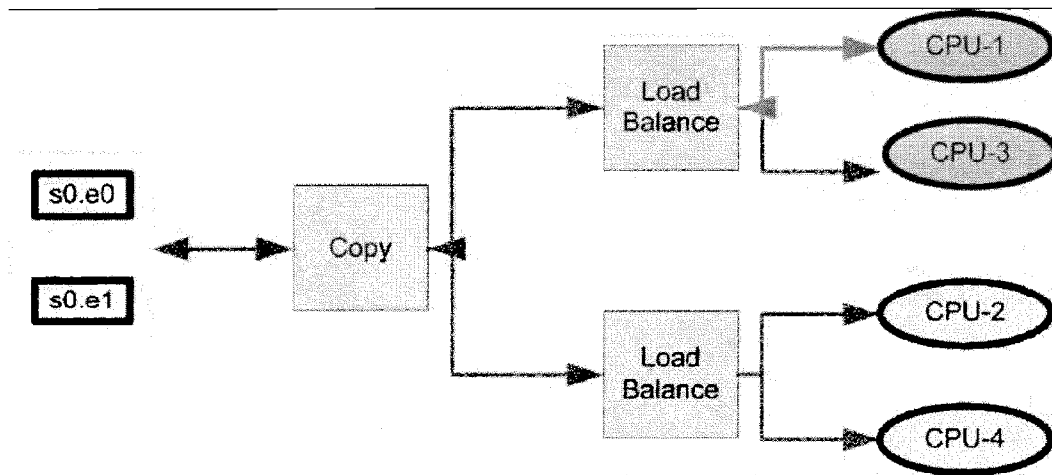 s0.e0
s0.e1
Copy
Load
Balance
Load
Balance
CPU-1
CPU-3
CPU-2
CPU-4